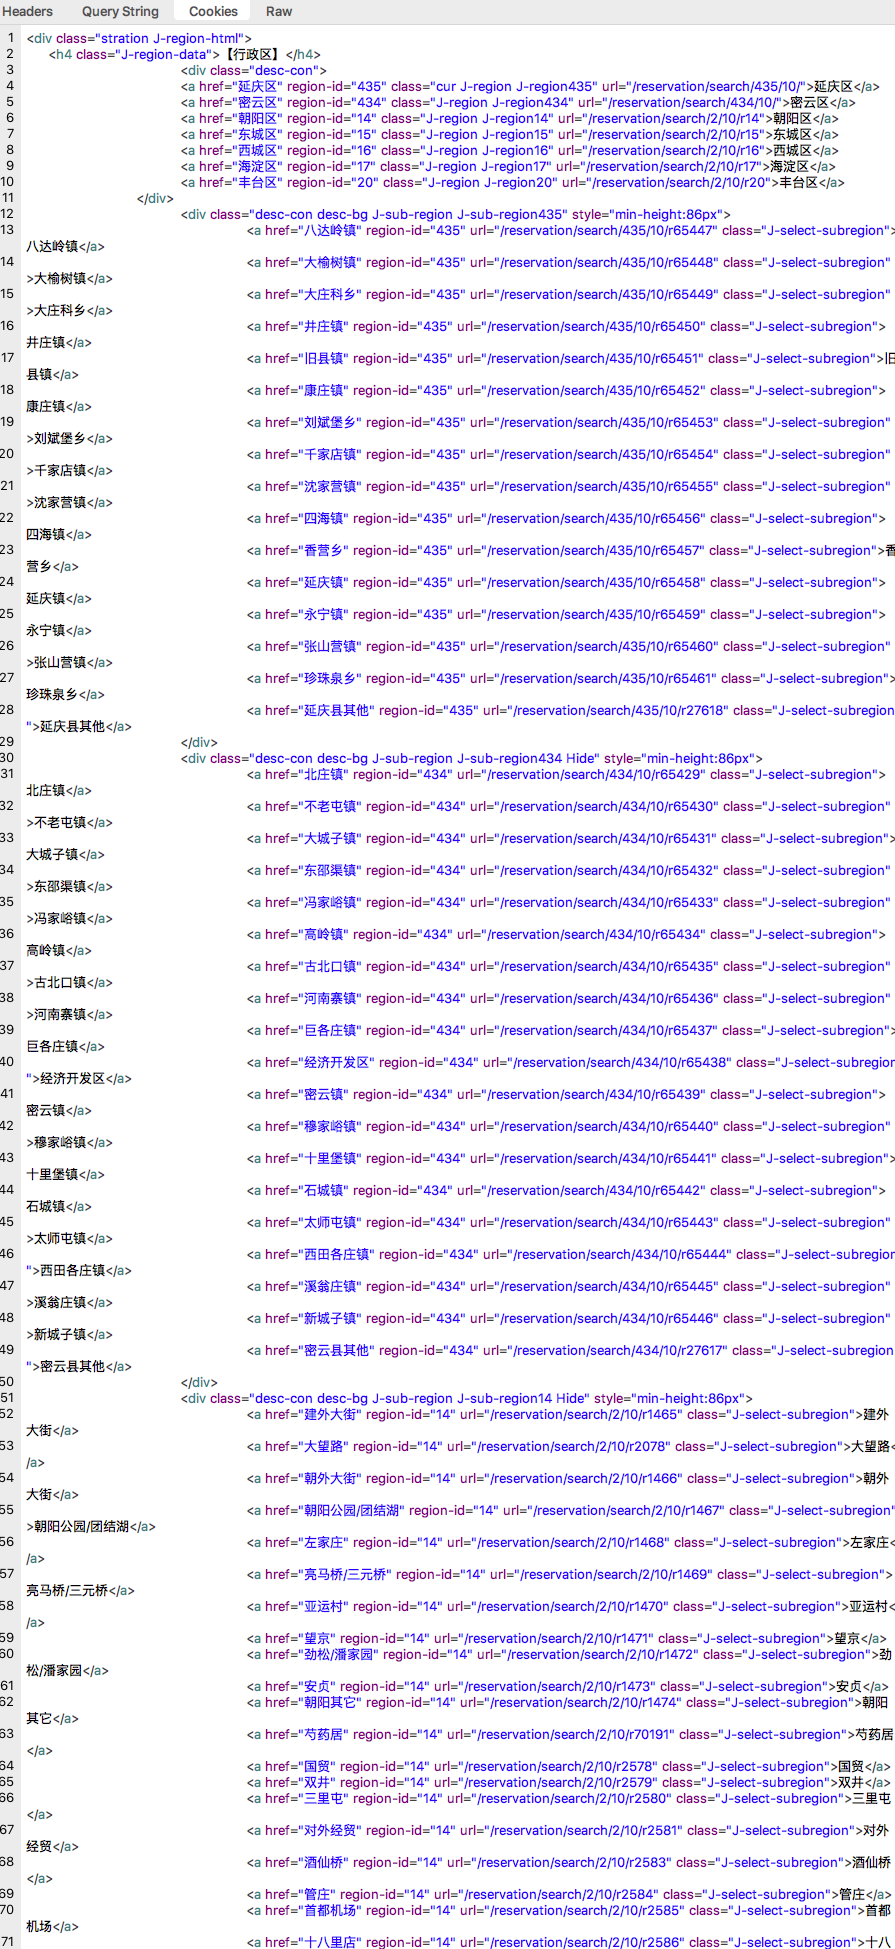 Headers Query String Cookies Raw
1 <div class="stration J-region-html">
2 <h4 class="J-region-data">【行政区】</h4>
3 <div class="desc-con">
4 <a href="延庆区" region-id="435" class="cur J-region J-region435" url="/reservation/search/435/10/">延庆区</a>
5 <a href="密云区" region-id="434" class="J-region J-region434" url="/reservation/search/434/10/">密云区</a>
6 <a href="朝阳区" region-id="14" class="J-region J-region14" url="/reservation/search/2/10/r14">朝阳区</a>
7 <a href="东城区" region-id="15" class="J-region J-region15" url="/reservation/search/2/10/r15">东城区</a>
8 <a href="西城区" region-id="16" class="J-region J-region16" url="/reservation/search/2/10/r16">西城区</a>
9 <a href="海淀区" region-id="17" class="J-region J-region17" url="/reservation/search/2/10/r17">海淀区</a>
10 <a href="丰台区" region-id="20" class="J-region J-region20" url="/reservation/search/2/10/r20">丰台区</a>
11 </div>
12 <div class="desc-con desc-bg J-sub-region J-sub-region435" style="min-height:86px">
13 <a href="八达岭镇" region-id="435" url="/reservation/search/435/10/r65447" class="J-select-subregion">
八达岭镇</a>
14 <a href="大榆树镇" region-id="435" url="/reservation/search/435/10/r65448" class="J-select-subregion"
>大榆树镇</a>
15 <a href="大庄科乡" region-id="435" url="/reservation/search/435/10/r65449" class="J-select-subregion"
>大庄科乡</a>
16 <a href="井庄镇" region-id="435" url="/reservation/search/435/10/r65450" class="J-select-subregion">
井庄镇</a>
17 <a href="旧县镇" region-id="435" url="/reservation/search/435/10/r65451" class="J-select-subregion">旧
县镇</a>
18 <a href="康庄镇" region-id="435" url="/reservation/search/435/10/r65452" class="J-select-subregion">
康庄镇</a>
19 <a href="刘斌堡乡" region-id="435" url="/reservation/search/435/10/r65453" class="J-select-subregion"
>刘斌堡乡</a>
20 <a href="千家店镇" region-id="435" url="/reservation/search/435/10/r65454" class="J-select-subregion"
>千家店镇</a>
21 <a href="沈家营镇" region-id="435" url="/reservation/search/435/10/r65455" class="J-select-subregion"
>沈家营镇</a>
22 <a href="四海镇" region-id="435" url="/reservation/search/435/10/r65456" class="J-select-subregion">
四海镇</a>
23 <a href="香营乡" region-id="435" url="/reservation/search/435/10/r65457" class="J-select-subregion">香
营乡</a>
24 <a href="延庆镇" region-id="435" url="/reservation/search/435/10/r65458" class="J-select-subregion">
延庆镇</a>
25 <a href="永宁镇" region-id="435" url="/reservation/search/435/10/r65459" class="J-select-subregion">
永宁镇</a>
26 <a href="张山营镇" region-id="435" url="/reservation/search/435/10/r65460" class="J-select-subregion"
>张山营镇</a>
27 <a href="珍珠泉乡" region-id="435" url="/reservation/search/435/10/r65461" class="J-select-subregion">
珍珠泉乡</a>
28 <a href="延庆县其他" region-id="435" url="/reservation/search/435/10/r27618" class="J-select-subregion
">延庆县其他</a>
29 </div>
30 <div class="desc-con desc-bg J-sub-region J-sub-region434 Hide" style="min-height:86px">
31 <a href="北庄镇" region-id="434" url="/reservation/search/434/10/r65429" class="J-select-subregion">
北庄镇</a>
32 <a href="不老屯镇" region-id="434" url="/reservation/search/434/10/r65430" class="J-select-subregion"
>不老屯镇</a>
33 <a href="大城子镇" region-id="434" url="/reservation/search/434/10/r65431" class="J-select-subregion">
大城子镇</a>
34 <a href="东邵渠镇" region-id="434" url="/reservation/search/434/10/r65432" class="J-select-subregion"
>东邵渠镇</a>
35 <a href="冯家峪镇" region-id="434" url="/reservation/search/434/10/r65433" class="J-select-subregion"
>冯家峪镇</a>
36 <a href="高岭镇" region-id="434" url="/reservation/search/434/10/r65434" class="J-select-subregion">
高岭镇</a>
37 <a href="古北口镇" region-id="434" url="/reservation/search/434/10/r65435" class="J-select-subregion"
>古北口镇</a>
38 <a href="河南寨镇" region-id="434" url="/reservation/search/434/10/r65436" class="J-select-subregion"
>河南寨镇</a>
39 <a href="巨各庄镇" region-id="434" url="/reservation/search/434/10/r65437" class="J-select-subregion">
巨各庄镇</a>
40 <a href="经济开发区" region-id="434" url="/reservation/search/434/10/r65438" class="J-select-subregion
">经济开发区</a>
41 <a href="密云镇" region-id="434" url="/reservation/search/434/10/r65439" class="J-select-subregion">
密云镇</a>
42 <a href="穆家峪镇" region-id="434" url="/reservation/search/434/10/r65440" class="J-select-subregion"
>穆家峪镇</a>
43 <a href="十里堡镇" region-id="434" url="/reservation/search/434/10/r65441" class="J-select-subregion">
十里堡镇</a>
44 <a href="石城镇" region-id="434" url="/reservation/search/434/10/r65442" class="J-select-subregion">
石城镇</a>
45 <a href="太师屯镇" region-id="434" url="/reservation/search/434/10/r65443" class="J-select-subregion"
>太师屯镇</a>
46 <a href="西田各庄镇" region-id="434" url="/reservation/search/434/10/r65444" class="J-select-subregion
">西田各庄镇</a>
47 <a href="溪翁庄镇" region-id="434" url="/reservation/search/434/10/r65445" class="J-select-subregion"
>溪翁庄镇</a>
48 <a href="新城子镇" region-id="434" url="/reservation/search/434/10/r65446" class="J-select-subregion"
>新城子镇</a>
49 <a href="密云县其他" region-id="434" url="/reservation/search/434/10/r27617" class="J-select-subregion
">密云县其他</a>
50 </div>
51 <div class="desc-con desc-bg J-sub-region J-sub-region14 Hide" style="min-height:86px">
52 <a href="建外大街" region-id="14" url="/reservation/search/2/10/r1465" class="J-select-subregion">建外
大街</a>
53 <a href="大望路" region-id="14" url="/reservation/search/2/10/r2078" class="J-select-subregion">大望路<
/a>
54 <a href="朝外大街" region-id="14" url="/reservation/search/2/10/r1466" class="J-select-subregion">朝外
大街</a>
55 <a href="朝阳公园/团结湖" region-id="14" url="/reservation/search/2/10/r1467" class="J-select-subregion"
>朝阳公园/团结湖</a>
56 <a href="左家庄" region-id="14" url="/reservation/search/2/10/r1468" class="J-select-subregion">左家庄<
/a>
57 <a href="亮马桥/三元桥" region-id="14" url="/reservation/search/2/10/r1469" class="J-select-subregion">
亮马桥/三元桥</a>
58 <a href="亚运村" region-id="14" url="/reservation/search/2/10/r1470" class="J-select-subregion">亚运村<
/a>
59 <a href="望京" region-id="14" url="/reservation/search/2/10/r1471" class="J-select-subregion">望京</a>
60 <a href="劲松/潘家园" region-id="14" url="/reservation/search/2/10/r1472" class="J-select-subregion">劲
松/潘家园</a>
61 <a href="安贞" region-id="14" url="/reservation/search/2/10/r1473" class="J-select-subregion">安贞</a>
62 <a href="朝阳其它" region-id="14" url="/reservation/search/2/10/r1474" class="J-select-subregion">朝阳
其它</a>
63 <a href="芍药居" region-id="14" url="/reservation/search/2/10/r70191" class="J-select-subregion">芍药居
</a>
64 <a href="国贸" region-id="14" url="/reservation/search/2/10/r2578" class="J-select-subregion">国贸</a>
65 <a href="双井" region-id="14" url="/reservation/search/2/10/r2579" class="J-select-subregion">双井</a>
66 <a href="三里屯" region-id="14" url="/reservation/search/2/10/r2580" class="J-select-subregion">三里屯
</a>
67 <a href="对外经贸" region-id="14" url="/reservation/search/2/10/r2581" class="J-select-subregion">对外
经贸</a>
68 <a href="酒仙桥" region-id="14" url="/reservation/search/2/10/r2583" class="J-select-subregion">酒仙桥
</a>
69 <a href="管庄" region-id="14" url="/reservation/search/2/10/r2584" class="J-select-subregion">管庄</a>
70 <a href="首都机场" region-id="14" url="/reservation/search/2/10/r2585" class="J-select-subregion">首都
机场</a>
71 <a href="十八里店" region-id="14" url="/reservation/search/2/10/r2586" class="J-select-subregion">十八